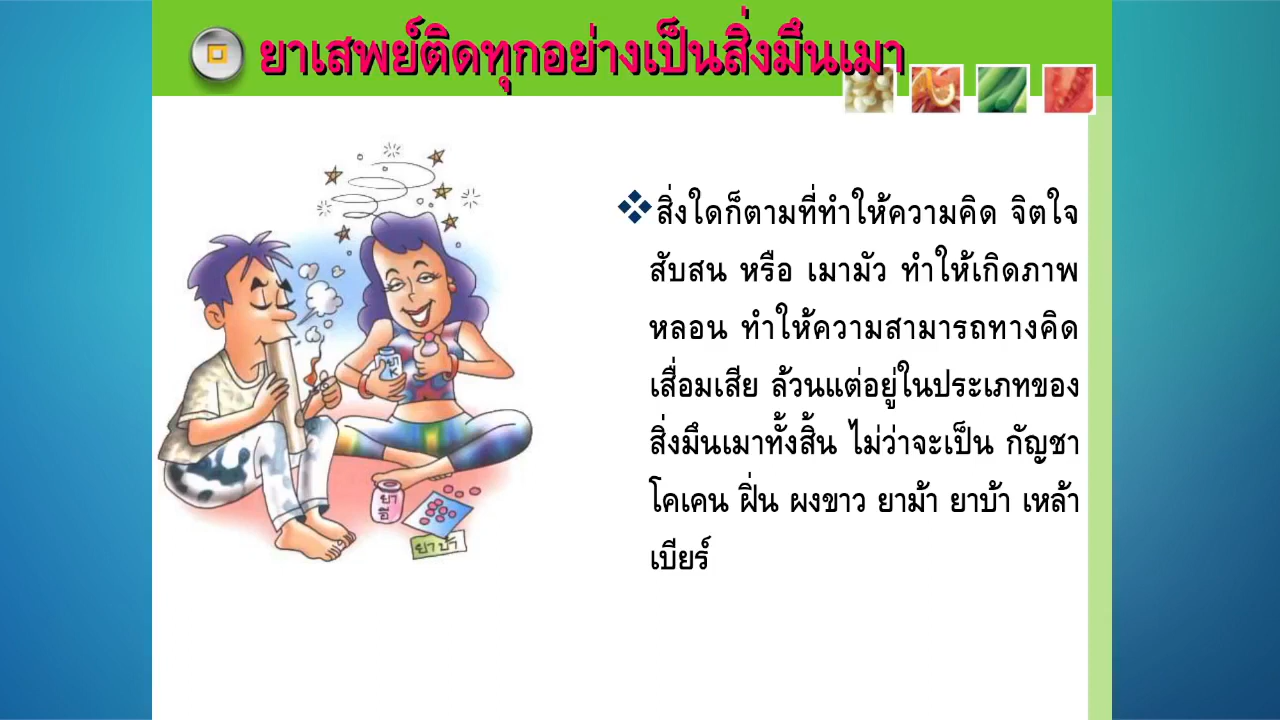 ยาเสพย์ติดทุกอย่างเป็นสิ่งมึนเมา
สิ่งใดก็ตามที่ทำให้ความคิด จิตใจ
สับสน หรือ เมามัว ทำให้เกิดภาพ
หลอน ทำให้ความสามารถทางคิด
เสื่อมเสีย ล้วนแต่อยู่ในประเภทของ
สิ่งมึนเมาทั้งสิ้น ไม่ว่าจะเป็น กัญชา
โคเคน ฝิ่น ผงขาว ยาม้า ยาบ้า เหล้า
เบียร์
ยา
K
ยา
อี
ยาบ้า